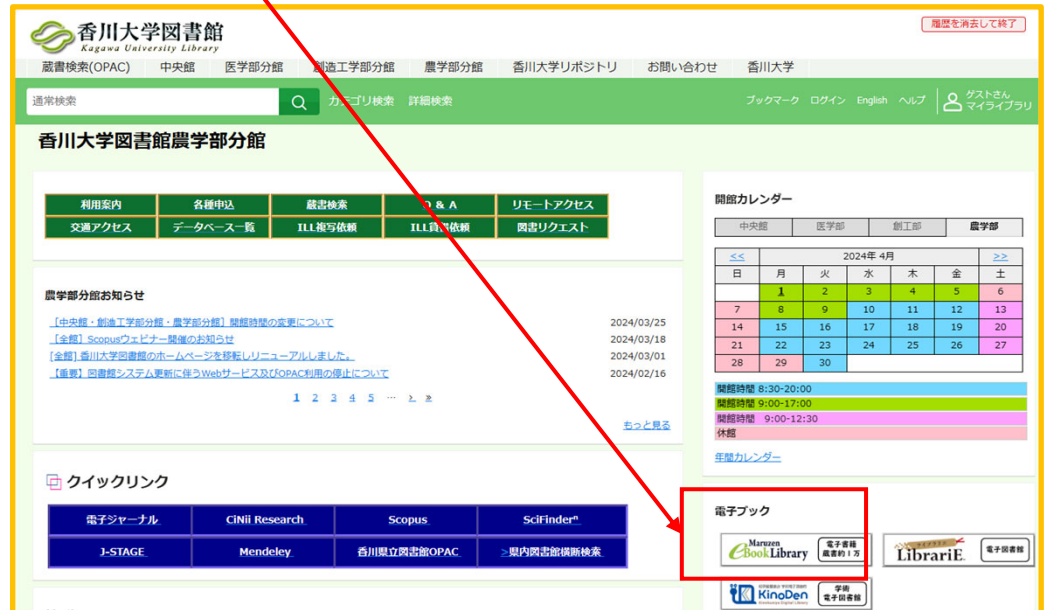 香川大学図書館
Kagawa University Library
履歴を消去して終了
蔵書検索(OPAC) 中央館 医学部分館 創造工学部分館 農学部分館 香川大学リポジトリ お問い合わせ 香川大学
通常検索 カテゴリ検索 詳細検索 ブックマーク ログイン English ヘルプ ゲストさん
マイライブラリ
香川大学図書館農学部分館
利用案内 各種申込 蔵書検索 Q & A リモートアクセス
交通アクセス データベース一覧 ILL複写依頼 ILL貸借依頼 図書リクエスト
農学部分館お知らせ
［中央館・創造工学部分館・農学部分館］開館時間の変更について 2024/03/25
［全館］Scopusウェビナー開催のお知らせ 2024/03/18
[全館] 香川大学図書館のホームページを移転しリニューアルしました。 2024/03/01
【重要】図書館システム更新に伴うWebサービス及びOPAC利用の停止について 2024/02/16
1 2 3 4 5 … › »
もっと見る
クイックリンク
電子ジャーナル CiNii Research Scopus SciFinderⁿ
J-STAGE Mendeley 香川県立図書館OPAC >県内図書館横断検索
開館カレンダー
中央館 医学部 創工部 農学部
<< 2024年 4月 >>
日 月 火 水 木 金 土
1 2 3 4 5 6
7 8 9 10 11 12 13
14 15 16 17 18 19 20
21 22 23 24 25 26 27
28 29 30
開館時間 8:30-20:00
開館時間 9:00-17:00
開館時間 9:00-12:30
休館
年間カレンダー
電子ブック
Maruzen
eBook Library
電子書籍
蔵書約1万
LibrariE
電子図書館
KinoDen
学術
電子図書館